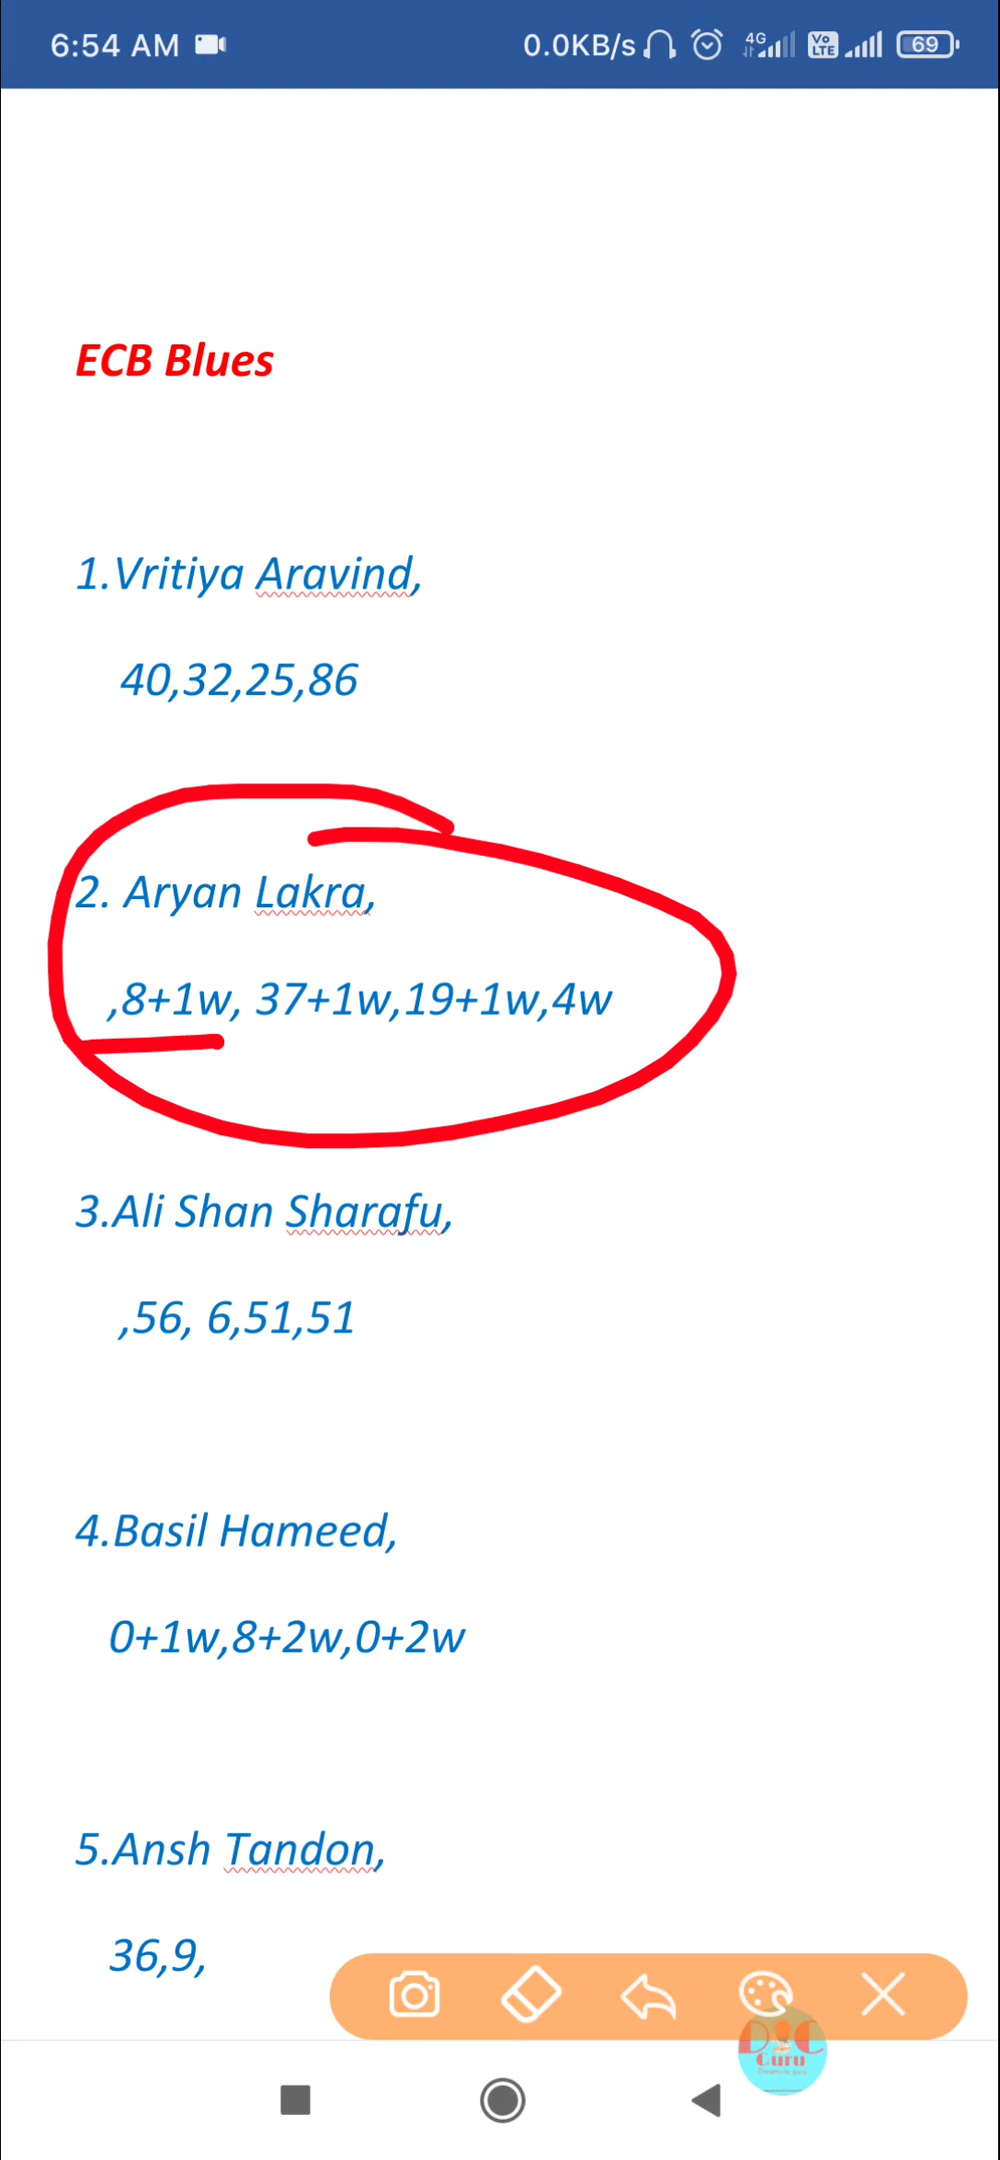 6:54 AM 0.0KB/s 4G Vo LTE 69
ECB Blues
1.Vritiya Aravind,
40,32,25,86
2. Aryan Lakra,
,8+1w, 37+1w,19+1w,4w
3.Ali Shan Sharafu,
,56, 6,51,51
4.Basil Hameed,
0+1w,8+2w,0+2w
5.Ansh Tandon,
36,9,
Guru